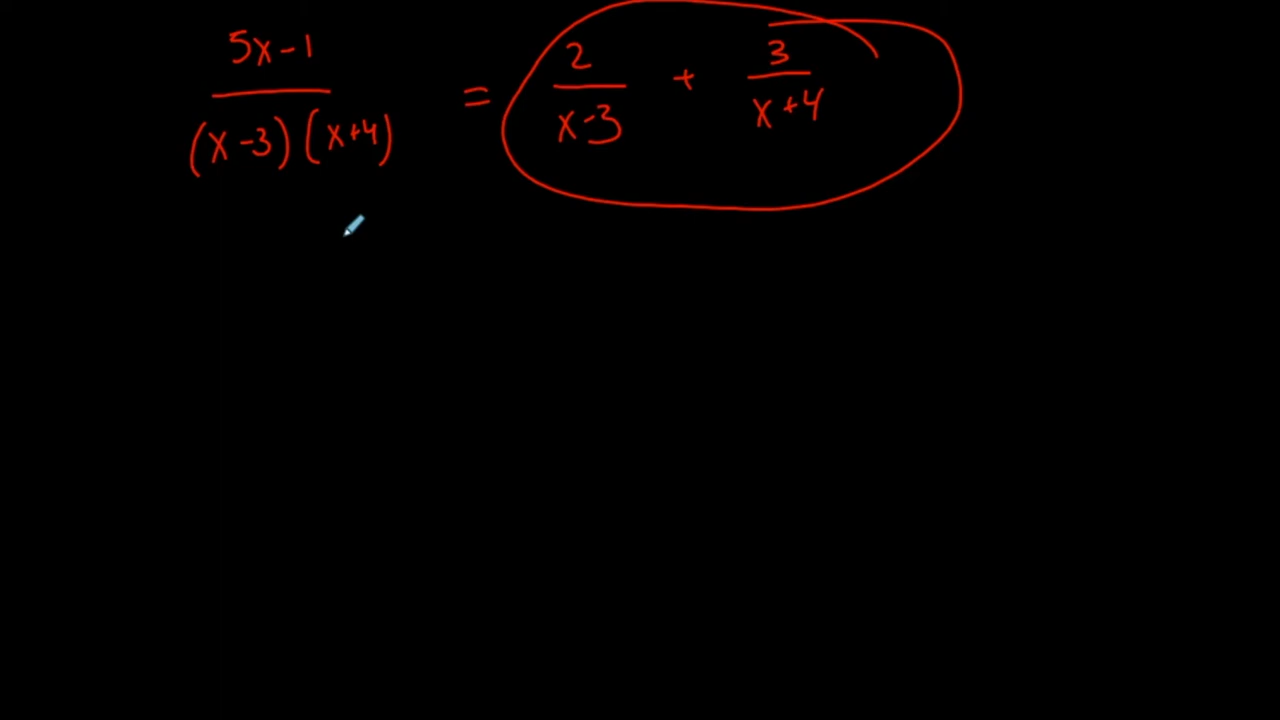 5x-1 / (x-3)(x+4) = 2 / x-3 + 3 / x+4